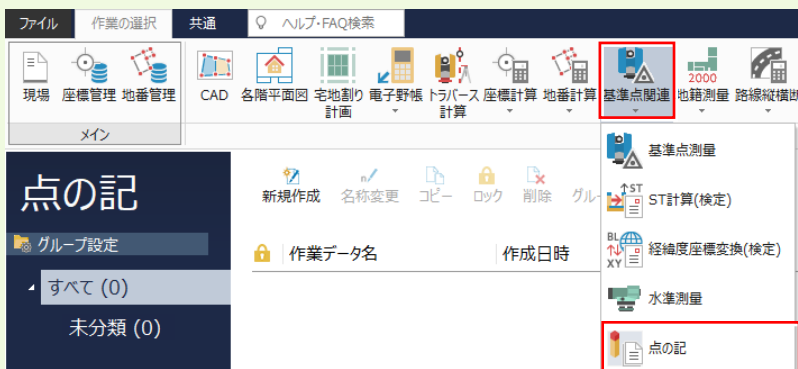 ファイル 作業の選択 共通 ヘルプ・FAQ検索
現場 座標管理 地番管理 CAD 各階平面図 宅地割り計画 電子野帳 トラバース計算 座標計算 地番計算 基準点関連 2000 地籍測量 路線縦横断
メイン
点の記
新規作成 名称変更 コピー ロック 削除 グルー
グループ設定
作業データ名 作成日時
すべて (0)
未分類 (0)
基準点測量
ST
ST計算(検定)
BL
XY
経緯度座標変換(検定)
水準測量
点の記